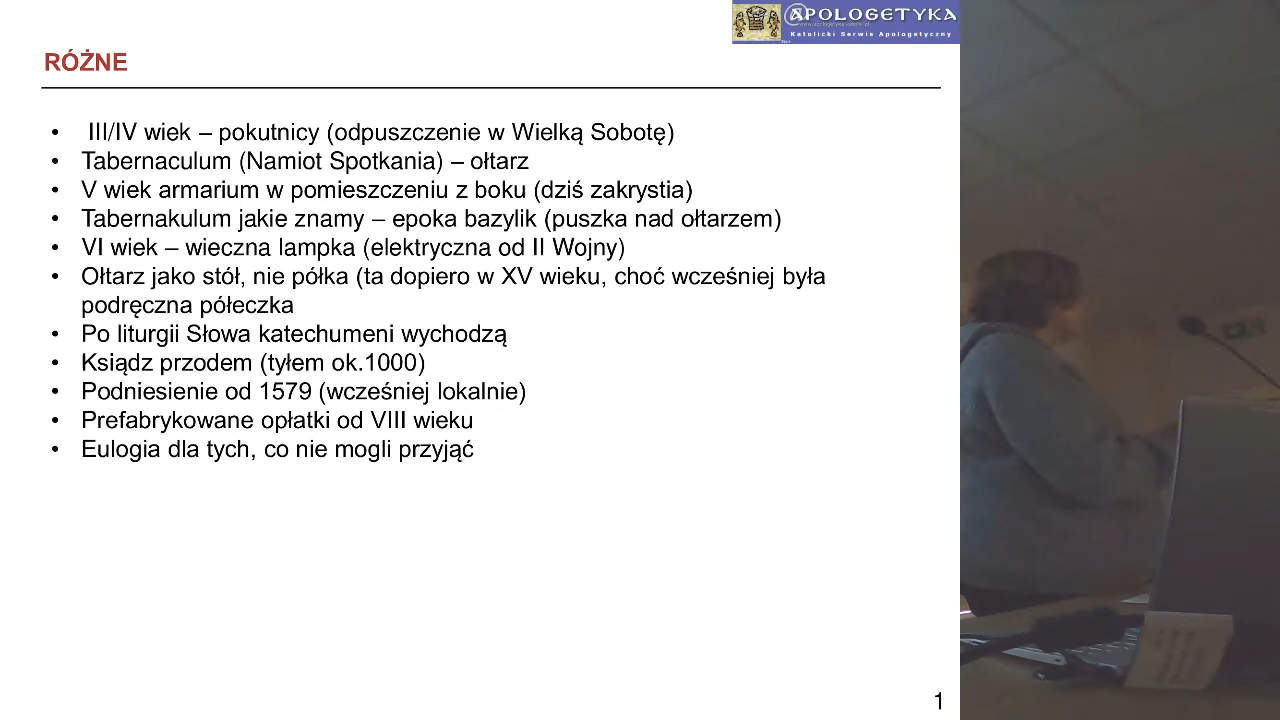 @POLOGETYKA
www.apologetyka.katolik.pl
Katolicki Serwis Apologetyczny
RÓŻNE
• III/IV wiek – pokutnicy (odpuszczenie w Wielką Sobotę)
• Tabernaculum (Namiot Spotkania) – ołtarz
• V wiek armarium w pomieszczeniu z boku (dziś zakrystia)
• Tabernakulum jakie znamy – epoka bazylik (puszka nad ołtarzem)
• VI wiek – wieczna lampka (elektryczna od II Wojny)
• Ołtarz jako stół, nie półka (ta dopiero w XV wieku, choć wcześniej była
podręczna półeczka
• Po liturgii Słowa katechumeni wychodzą
• Ksiądz przodem (tyłem ok.1000)
• Podniesienie od 1579 (wcześniej lokalnie)
• Prefabrykowane opłatki od VIII wieku
• Eulogia dla tych, co nie mogli przyjąć
1